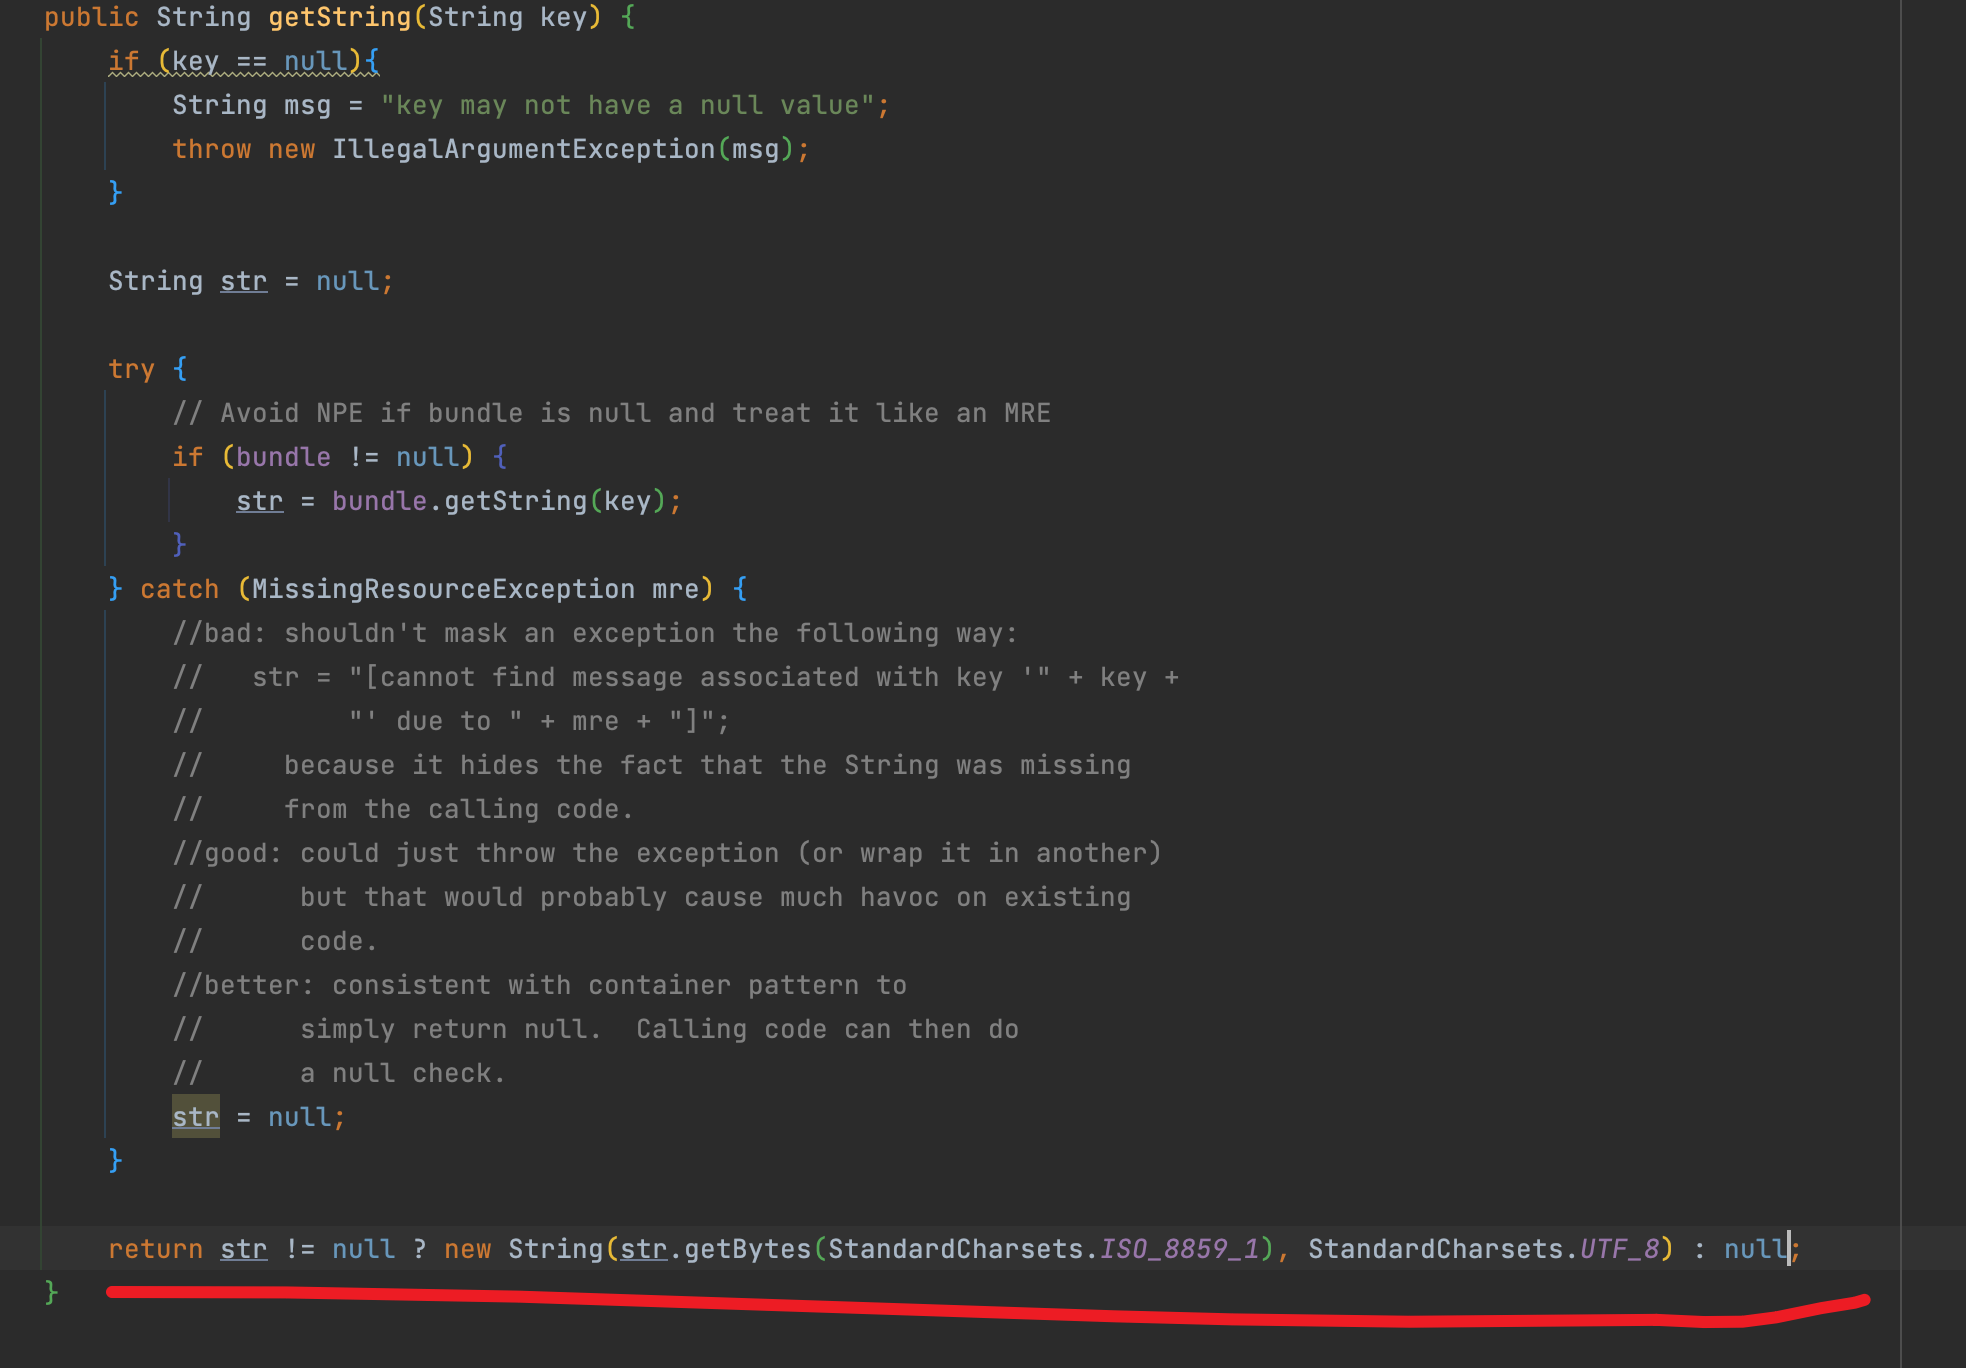 public String getString(String key) {
if (key == null){
String msg = "key may not have a null value";
throw new IllegalArgumentException(msg);
}
String str = null;
try {
// Avoid NPE if bundle is null and treat it like an MRE
if (bundle != null) {
str = bundle.getString(key);
}
} catch (MissingResourceException mre) {
//bad: shouldn't mask an exception the following way:
//   str = "[cannot find message associated with key '" + key +
//         "' due to " + mre + "]";
//     because it hides the fact that the String was missing
//     from the calling code.
//good: could just throw the exception (or wrap it in another)
//      but that would probably cause much havoc on existing
//      code.
//better: consistent with container pattern to
//      simply return null.  Calling code can then do
//      a null check.
str = null;
}
return str != null ? new String(str.getBytes(StandardCharsets.ISO_8859_1), StandardCharsets.UTF_8) : null;
}